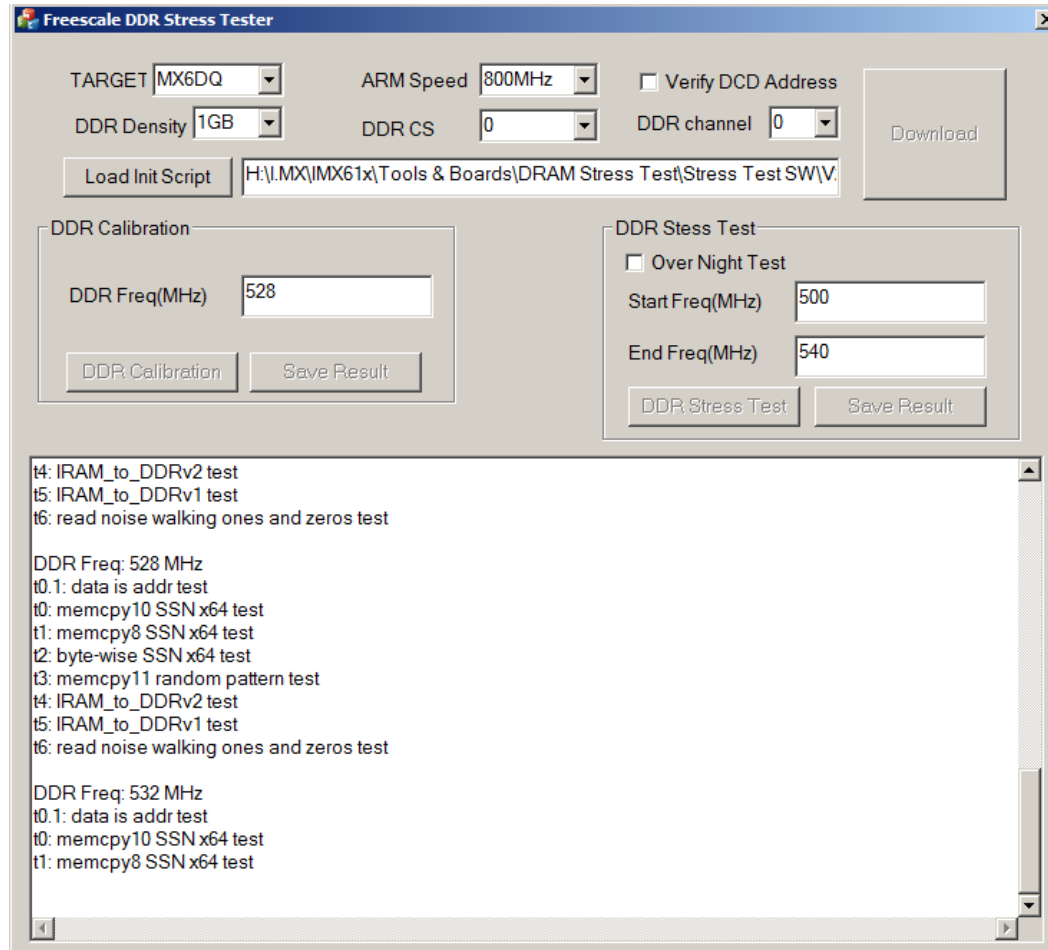 Freescale DDR Stress Tester
TARGET MX6DQ ARM Speed 800MHz Verify DCD Address
DDR Density 1GB DDR CS 0 DDR channel 0 Download
Load Init Script H:\I.MX\IMX61x\Tools & Boards\DRAM Stress Test\Stress Test SW\V
DDR Calibration
DDR Freq(MHz) 528
DDR Calibration Save Result
DDR Stess Test
Over Night Test
Start Freq(MHz) 500
End Freq(MHz) 540
DDR Stress Test Save Result
t4: IRAM_to_DDRv2 test
t5: IRAM_to_DDRv1 test
t6: read noise walking ones and zeros test
DDR Freq: 528 MHz
t0.1: data is addr test
t0: memcpy10 SSN x64 test
t1: memcpy8 SSN x64 test
t2: byte-wise SSN x64 test
t3: memcpy11 random pattern test
t4: IRAM_to_DDRv2 test
t5: IRAM_to_DDRv1 test
t6: read noise walking ones and zeros test
DDR Freq: 532 MHz
t0.1: data is addr test
t0: memcpy10 SSN x64 test
t1: memcpy8 SSN x64 test